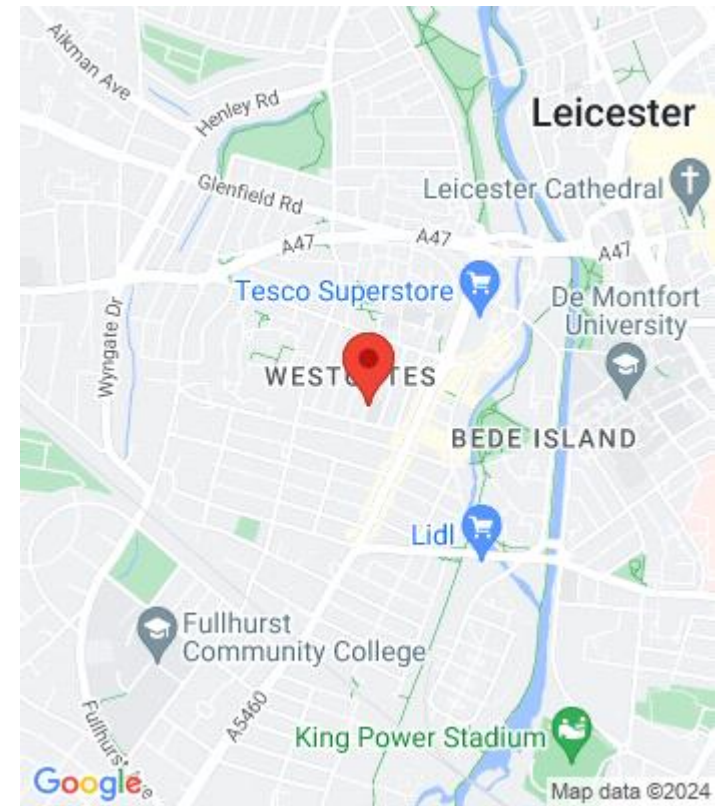 Aikman Ave
Henley Rd
Leicester
Glenfield Rd
Leicester Cathedral
A47
A47
A47
Tesco Superstore
De Montfort
University
Wyngate Dr
BEDE ISLAND
Lidl
Fullhurst
Community College
A5460
King Power Stadium
Google
Map data ©2024